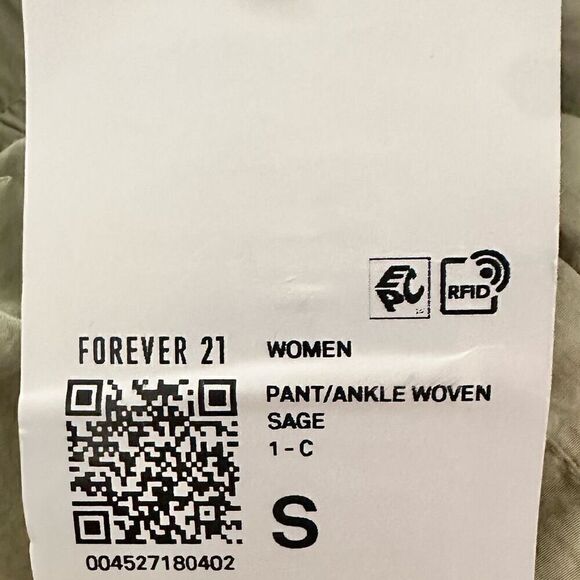 EPC
RFID
FOREVER 21
WOMEN
PANT/ANKLE WOVEN
SAGE
1 - C
S
004527180402